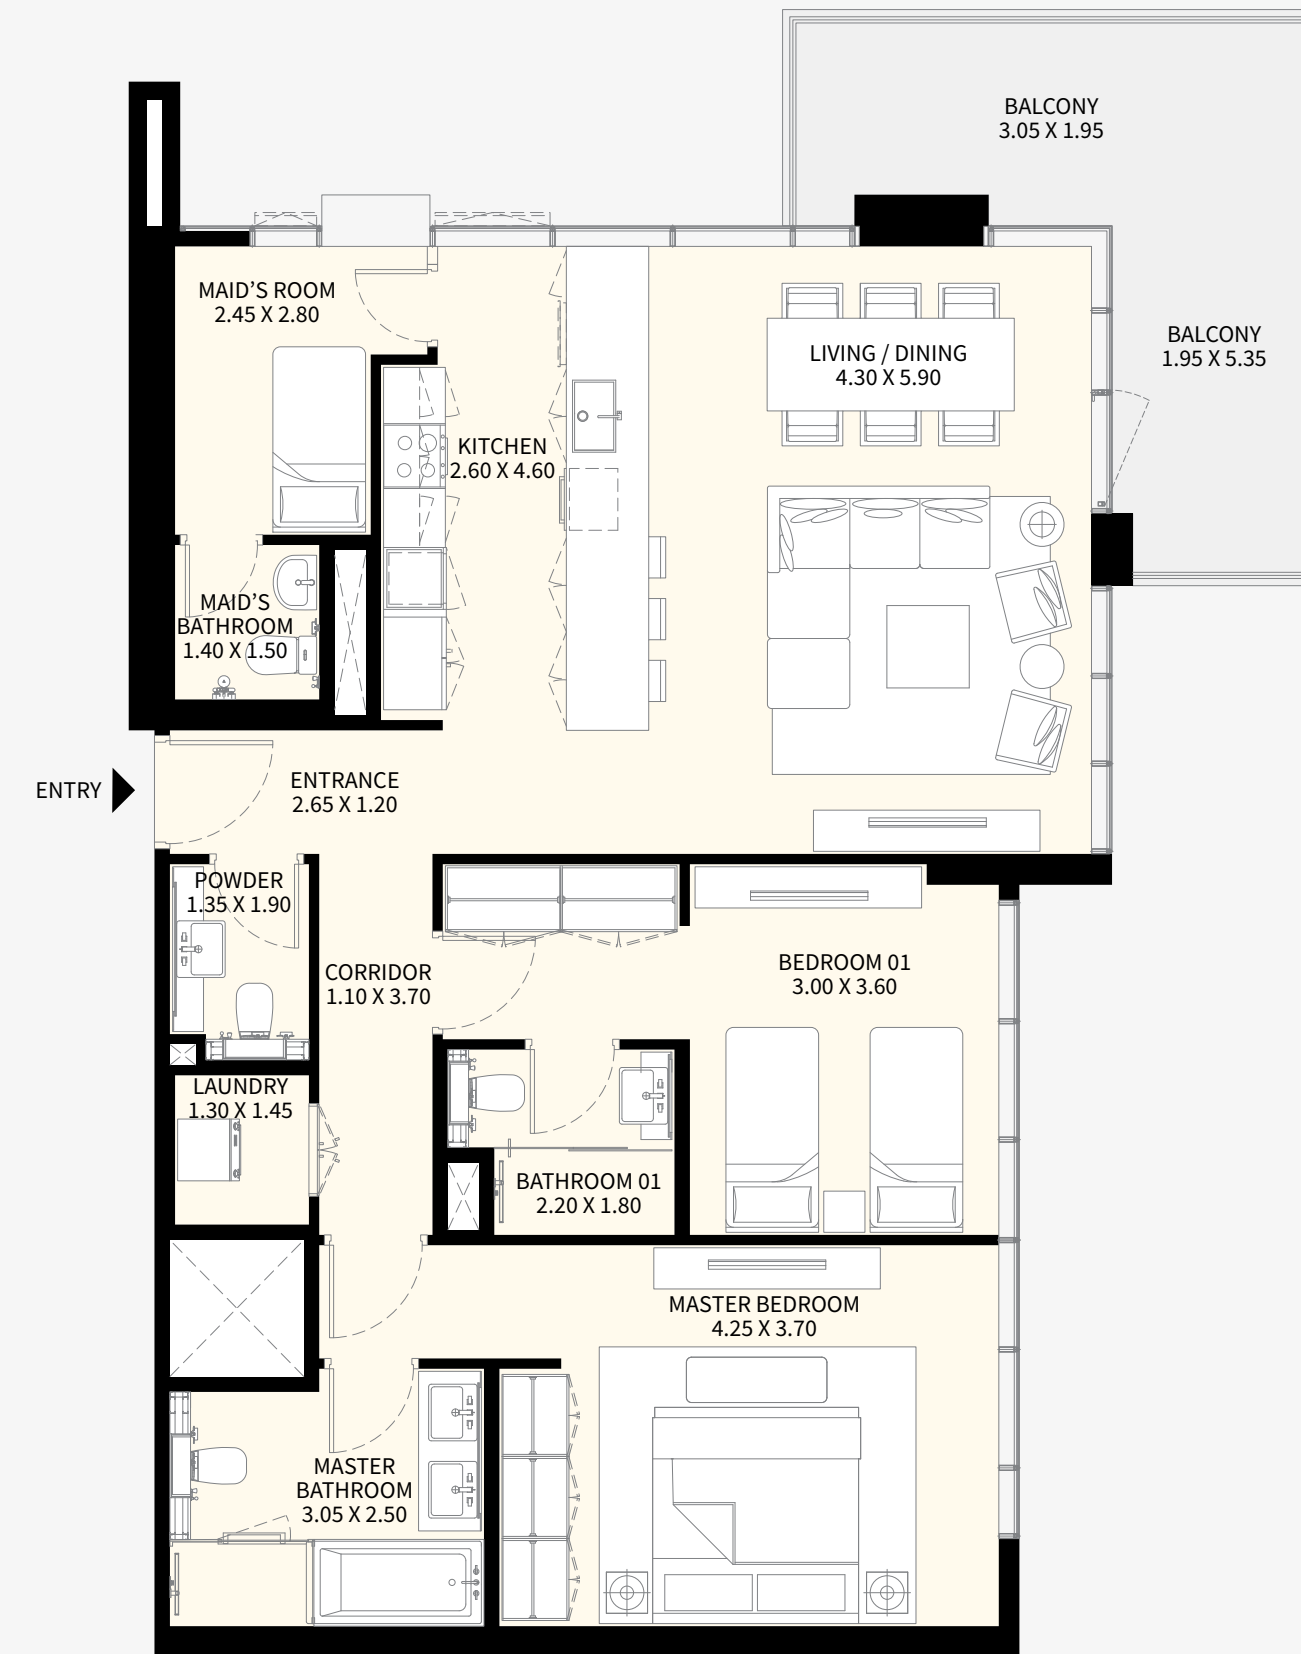 BALCONY
3.05 X 1.95
MAID’S ROOM
2.45 X 2.80
BALCONY
1.95 X 5.35
LIVING / DINING
4.30 X 5.90
KITCHEN
2.60 X 4.60
MAID’S
BATHROOM
1.40 X 1.50
ENTRY
ENTRANCE
2.65 X 1.20
POWDER
1.35 X 1.90
CORRIDOR
1.10 X 3.70
BEDROOM 01
3.00 X 3.60
LAUNDRY
1.30 X 1.45
BATHROOM 01
2.20 X 1.80
MASTER BEDROOM
4.25 X 3.70
MASTER
BATHROOM
3.05 X 2.50